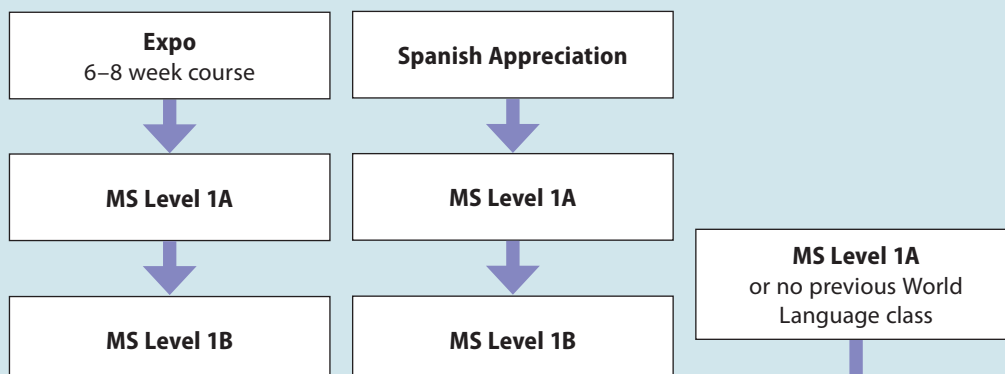 Expo
6–8 week course
MS Level 1A
MS Level 1B
Spanish Appreciation
MS Level 1A
MS Level 1B
MS Level 1A
or no previous World
Language class